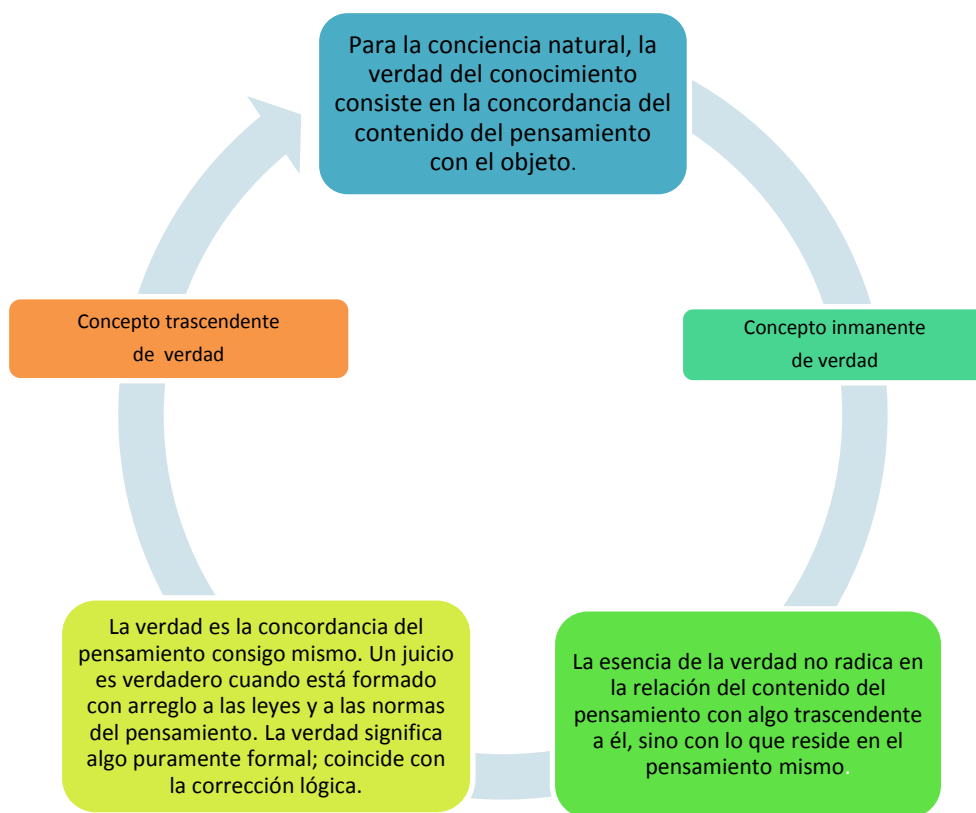 Para la conciencia natural, la
verdad del conocimiento
consiste en la concordancia del
contenido del pensamiento
con el objeto.
Concepto trascendente
de verdad
Concepto inmanente
de verdad
La verdad es la concordancia del
pensamiento consigo mismo. Un juicio
es verdadero cuando está formado
con arreglo a las leyes y a las normas
del pensamiento. La verdad significa
algo puramente formal; coincide con
la corrección lógica.
La esencia de la verdad no radica en
la relación del contenido del
pensamiento con algo trascendente
a él, sino con lo que reside en el
pensamiento mismo.